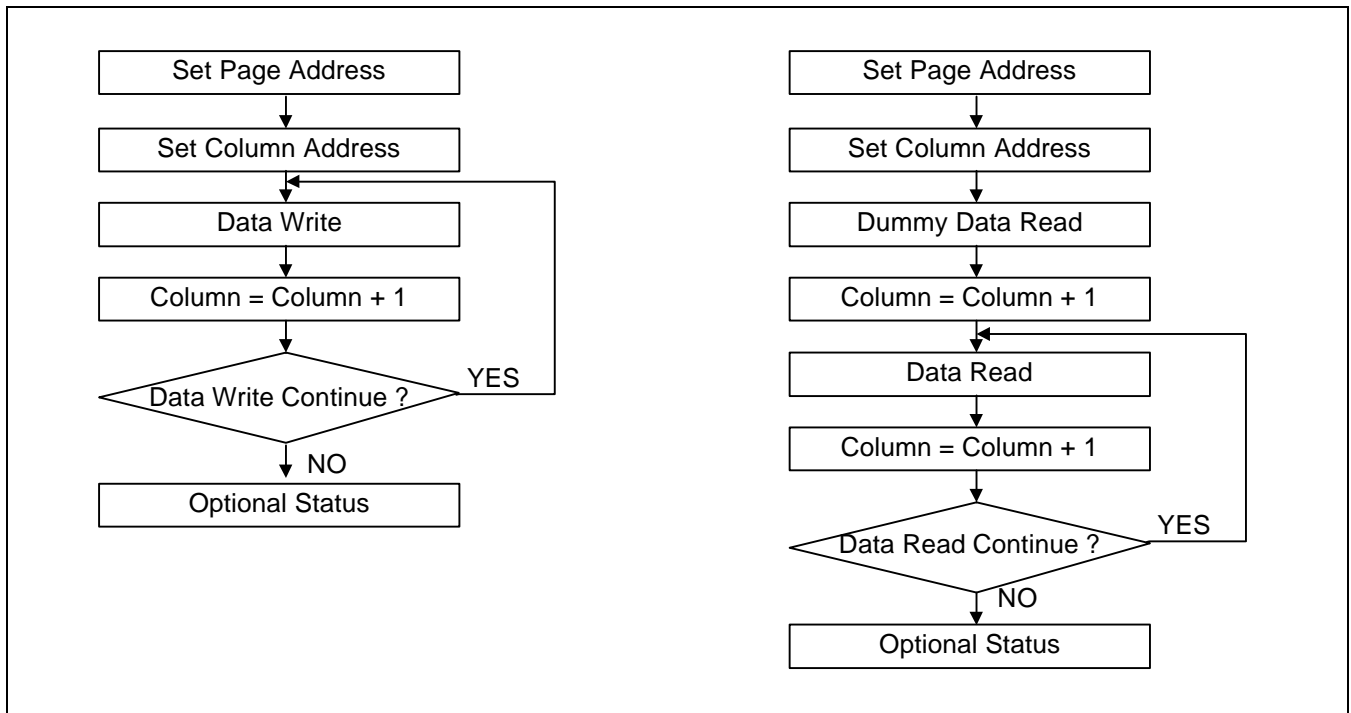 Set Page Address
Set Column Address
Data Write
Column = Column + 1
Data Write Continue ?
YES
NO
Optional Status
Set Page Address
Set Column Address
Dummy Data Read
Column = Column + 1
Data Read
Column = Column + 1
Data Read Continue ?
YES
NO
Optional Status